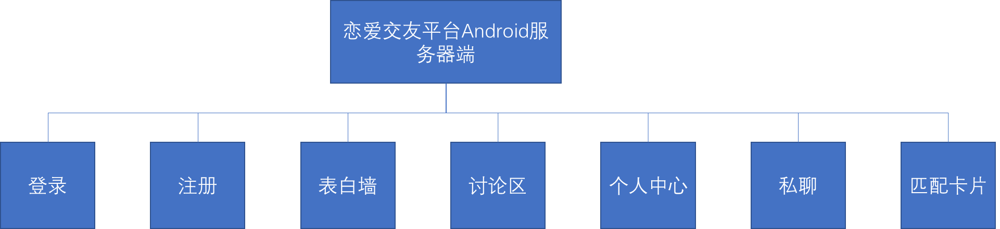 恋爱交友平台Android服
务器端
登录
注册
表白墙
讨论区
个人中心
私聊
匹配卡片